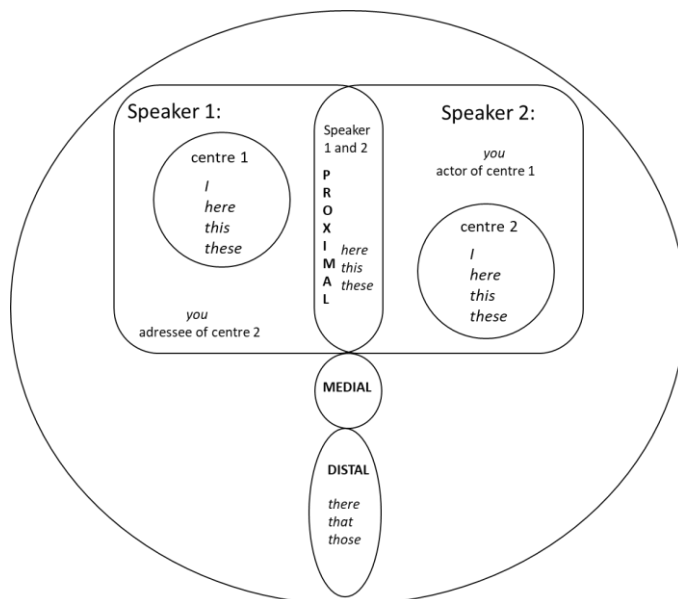 Speaker 1:
centre 1
I
here
this
these
you
adressee of centre 2
Speaker
1 and 2
P
R
O
X
I
M
A
L
here
this
these
Speaker 2:
you
actor of centre 1
centre 2
I
here
this
these
MEDIAL
DISTAL
there
that
those